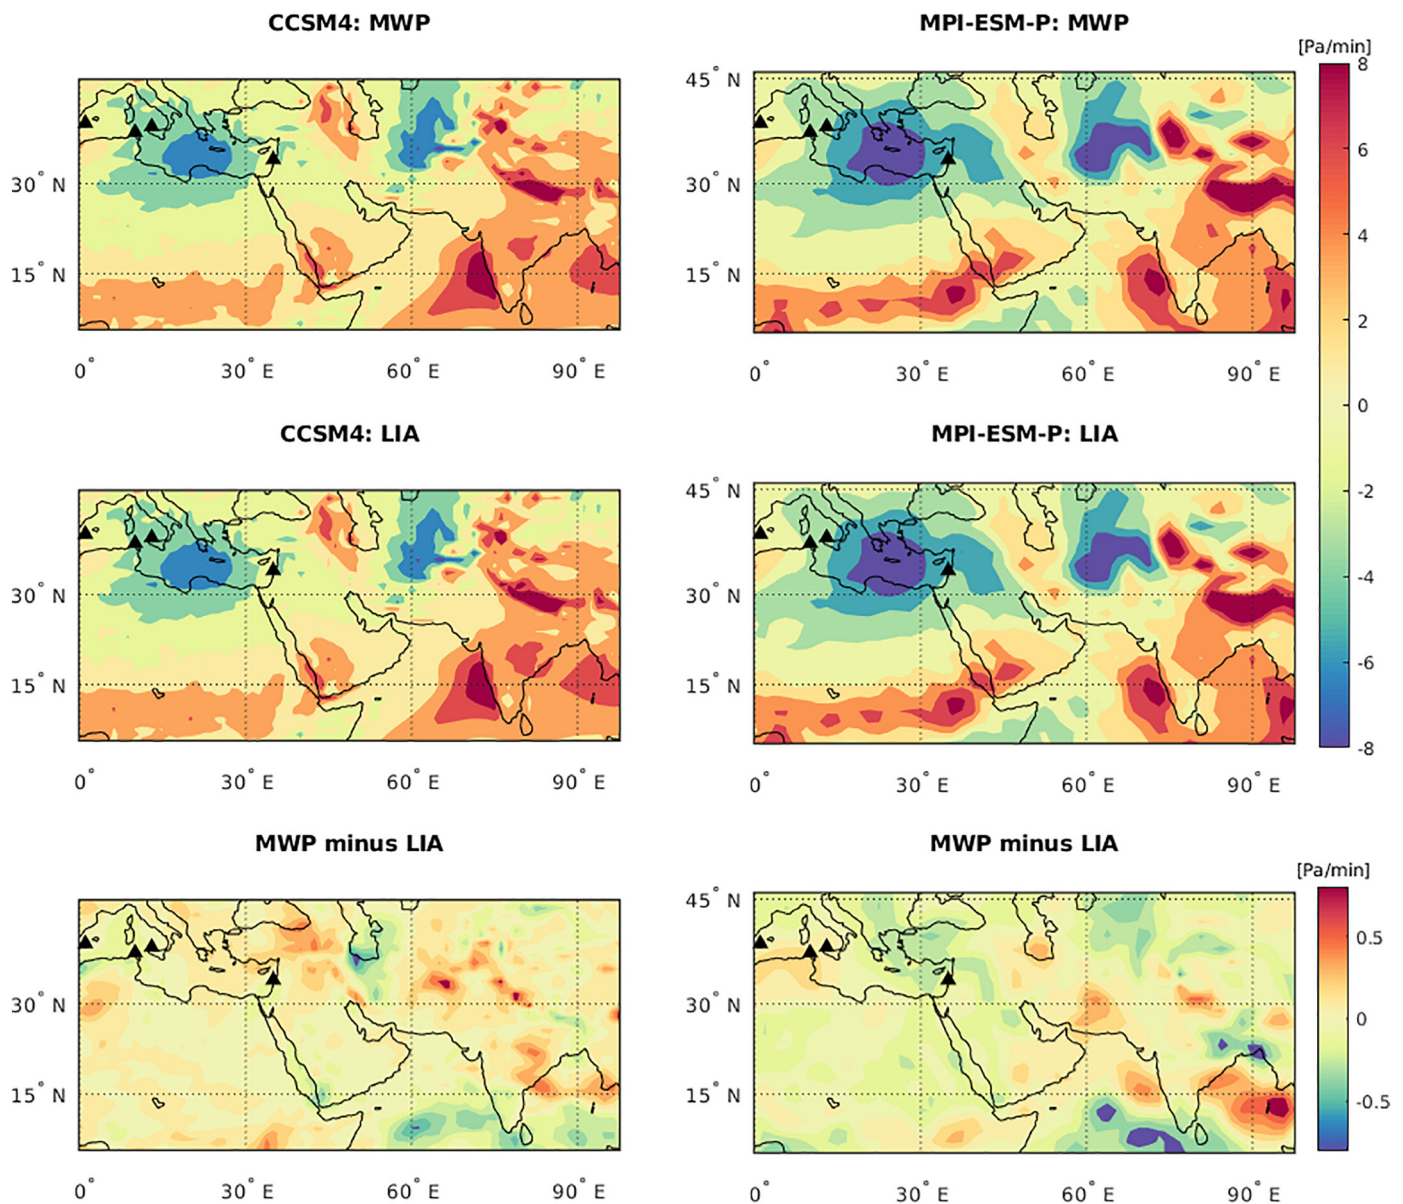 CCSM4: MWP
MPI-ESM-P: MWP
[Pa/min]
45° N
30° N
15° N
30° N
15° N
0°
30° E
60° E
90° E
0°
30° E
60° E
90° E
8
6
4
2
0
-2
-4
-6
-8
CCSM4: LIA
MPI-ESM-P: LIA
30° N
15° N
45° N
30° N
15° N
0°
30° E
60° E
90° E
0°
30° E
60° E
90° E
MWP minus LIA
MWP minus LIA
[Pa/min]
30° N
15° N
45° N
30° N
15° N
0.5
0
-0.5
0°
30° E
60° E
90° E
0°
30° E
60° E
90° E